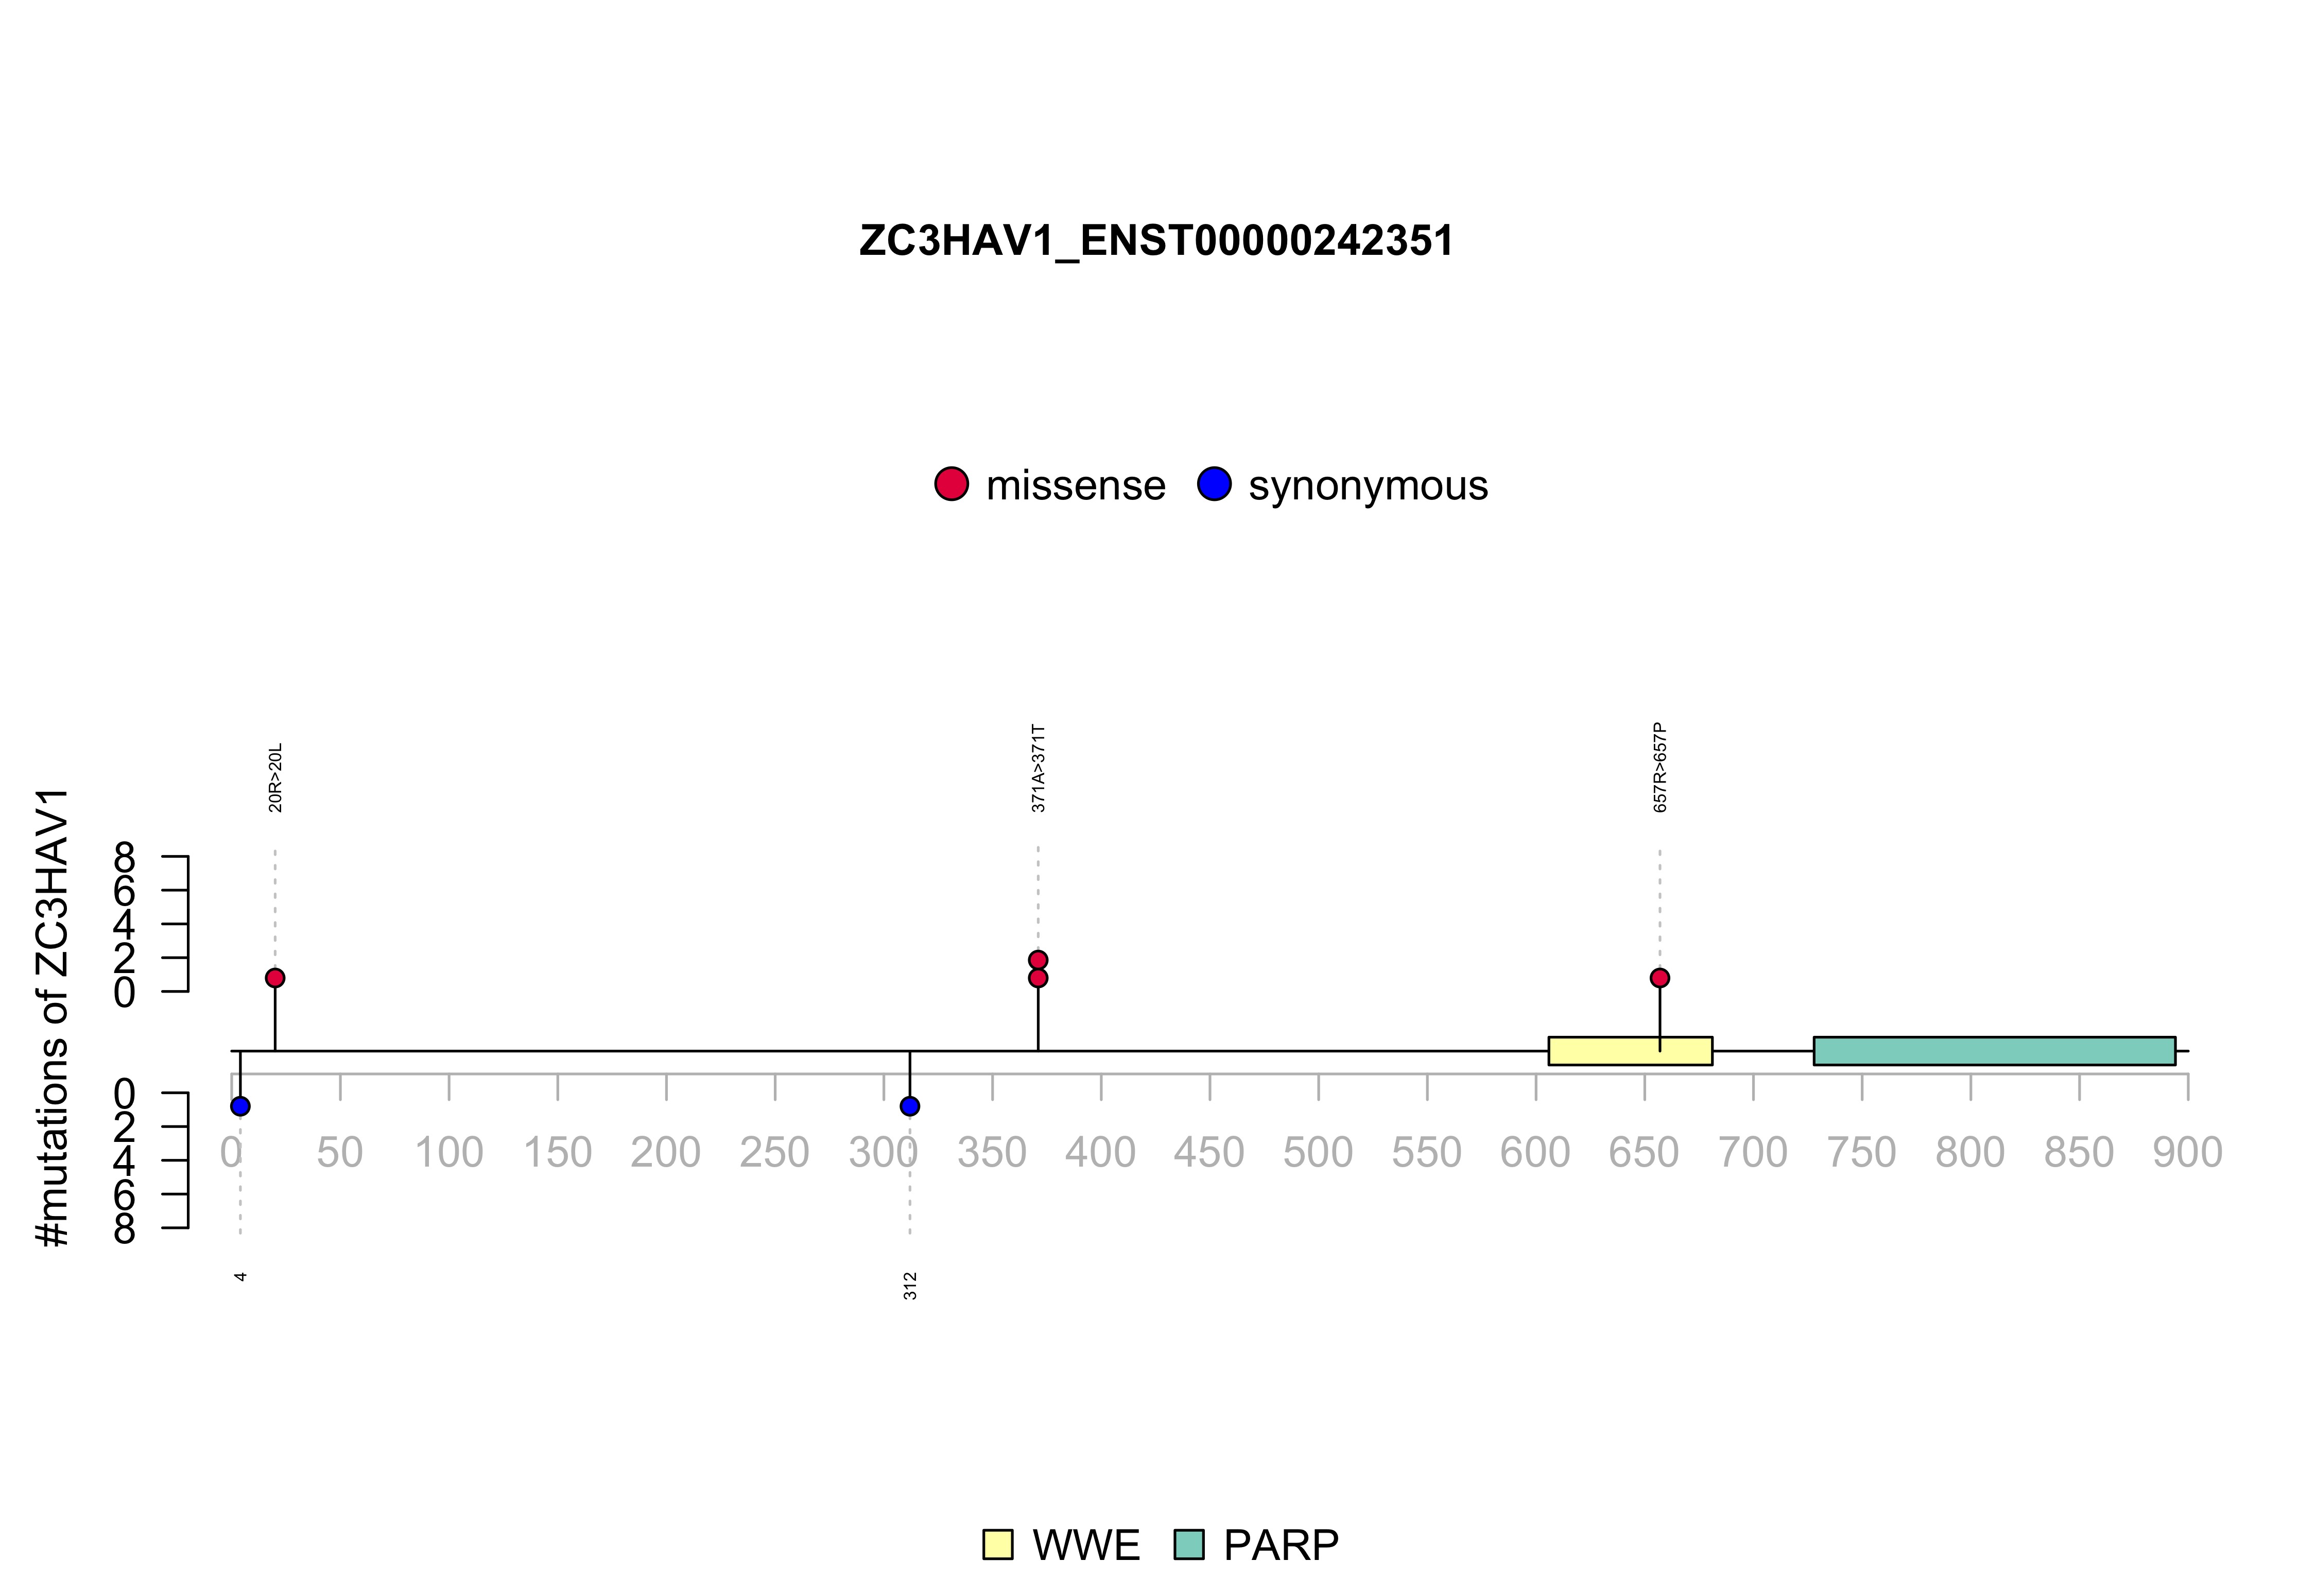 ZC3HAV1_ENST00000242351
missense synonymous
20R>20L 371A>371T 657R>657P
#mutations of ZC3HAV1
8
6
4
2
0
0
2
4
6
8
0 50 100 150 200 250 300 350 400 450 500 550 600 650 700 750 800 850 900
4 312
WWE PARP